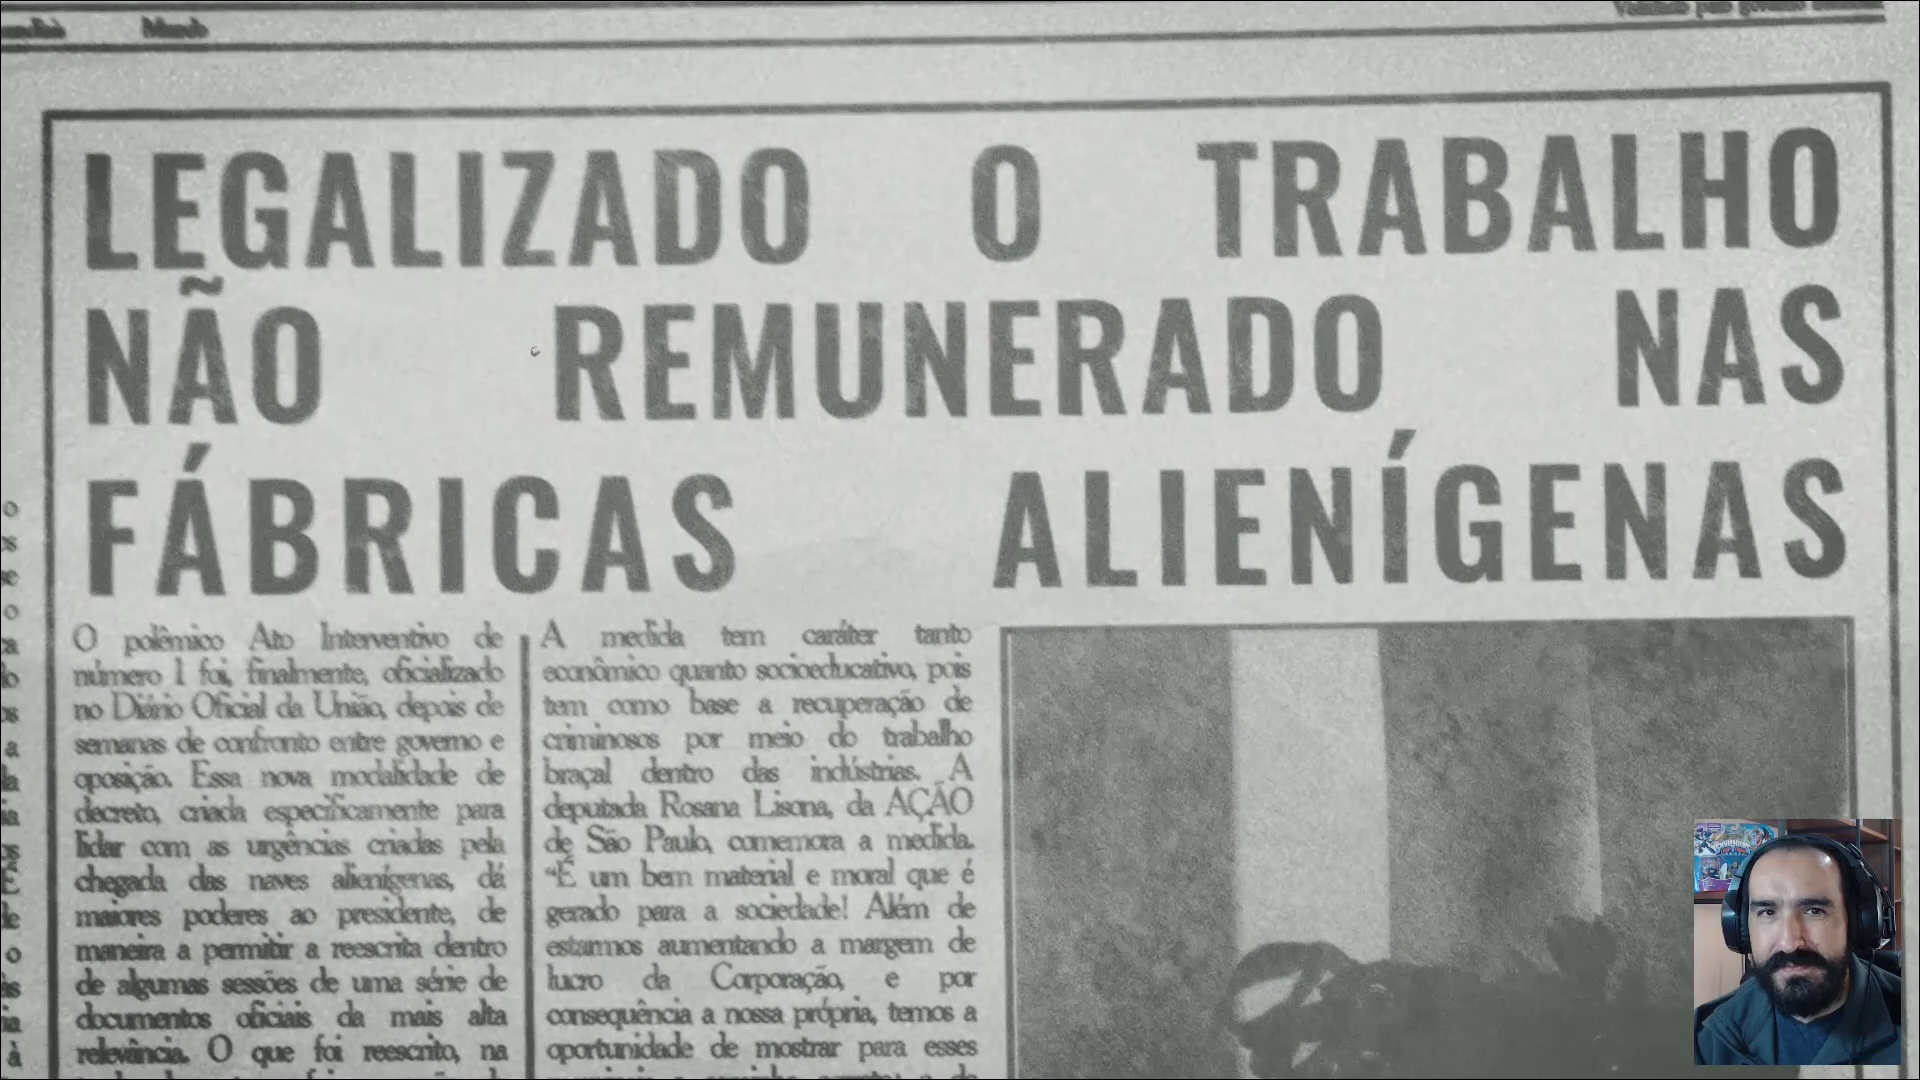 Mundo
LEGALIZADO O TRABALHO
NÃO REMUNERADO NAS
FÁBRICAS ALIENÍGENAS
O polêmico Ato Interventivo de
número 1 foi, finalmente, oficializado
no Diário Oficial da União, depois de
semanas de confronto entre governo e
oposição. Essa nova modalidade de
decreto, criada especificamente para
lidar com as urgências criadas pela
chegada das naves alienígenas, dá
maiores poderes ao presidente, de
maneira a permitir a reescrita dentro
de algumas sessões de uma série de
documentos oficiais da mais alta
relevância. O que foi reescrito, na
A medida tem caráter tanto
econômico quanto socioeducativo, pois
tem como base a recuperação de
criminosos por meio do trabalho
braçal dentro das indústrias. A
deputada Rosana Lisona, da AÇÃO
de São Paulo, comemora a medida.
“É um bem material e moral que é
gerado para a sociedade! Além de
estarmos aumentando a margem de
lucro da Corporação, e por
consequência a nossa própria, temos a
oportunidade de mostrar para esses